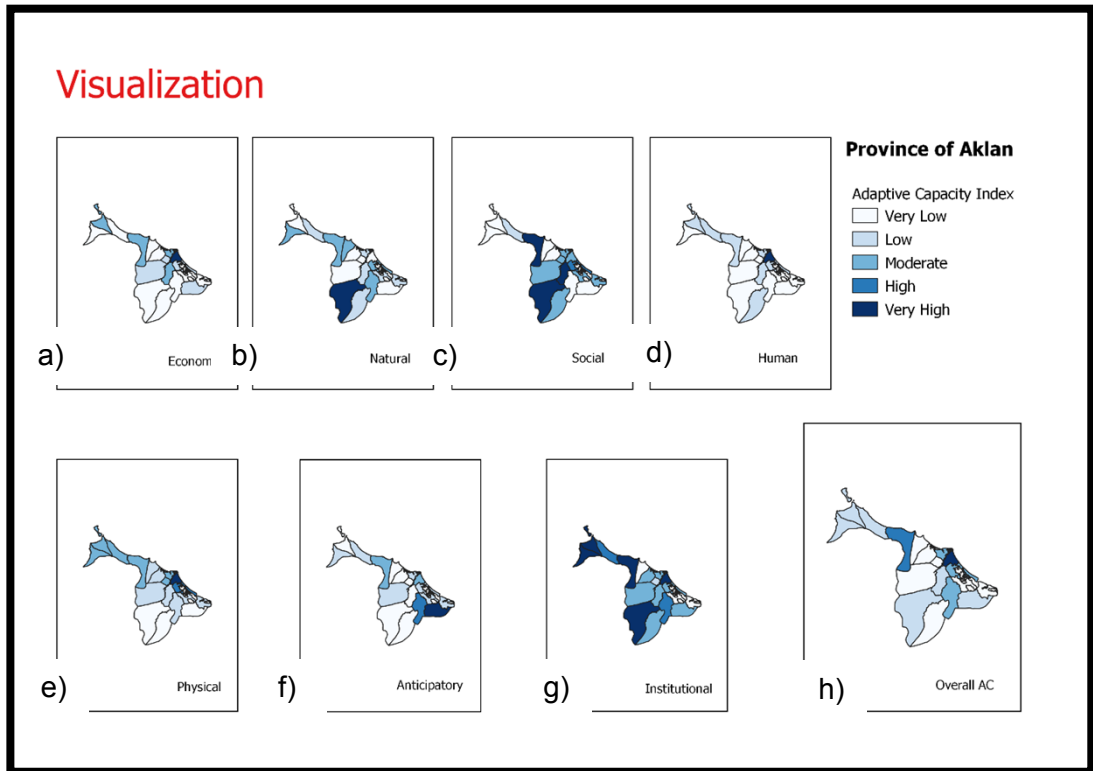 Visualization
Province of Aklan
Adaptive Capacity Index
Very Low
Low
Moderate
High
Very High
a)
Econom
b)
Natural
c)
Social
d)
Human
e)
Physical
f)
Anticipatory
g)
Institutional
h)
Overall AC